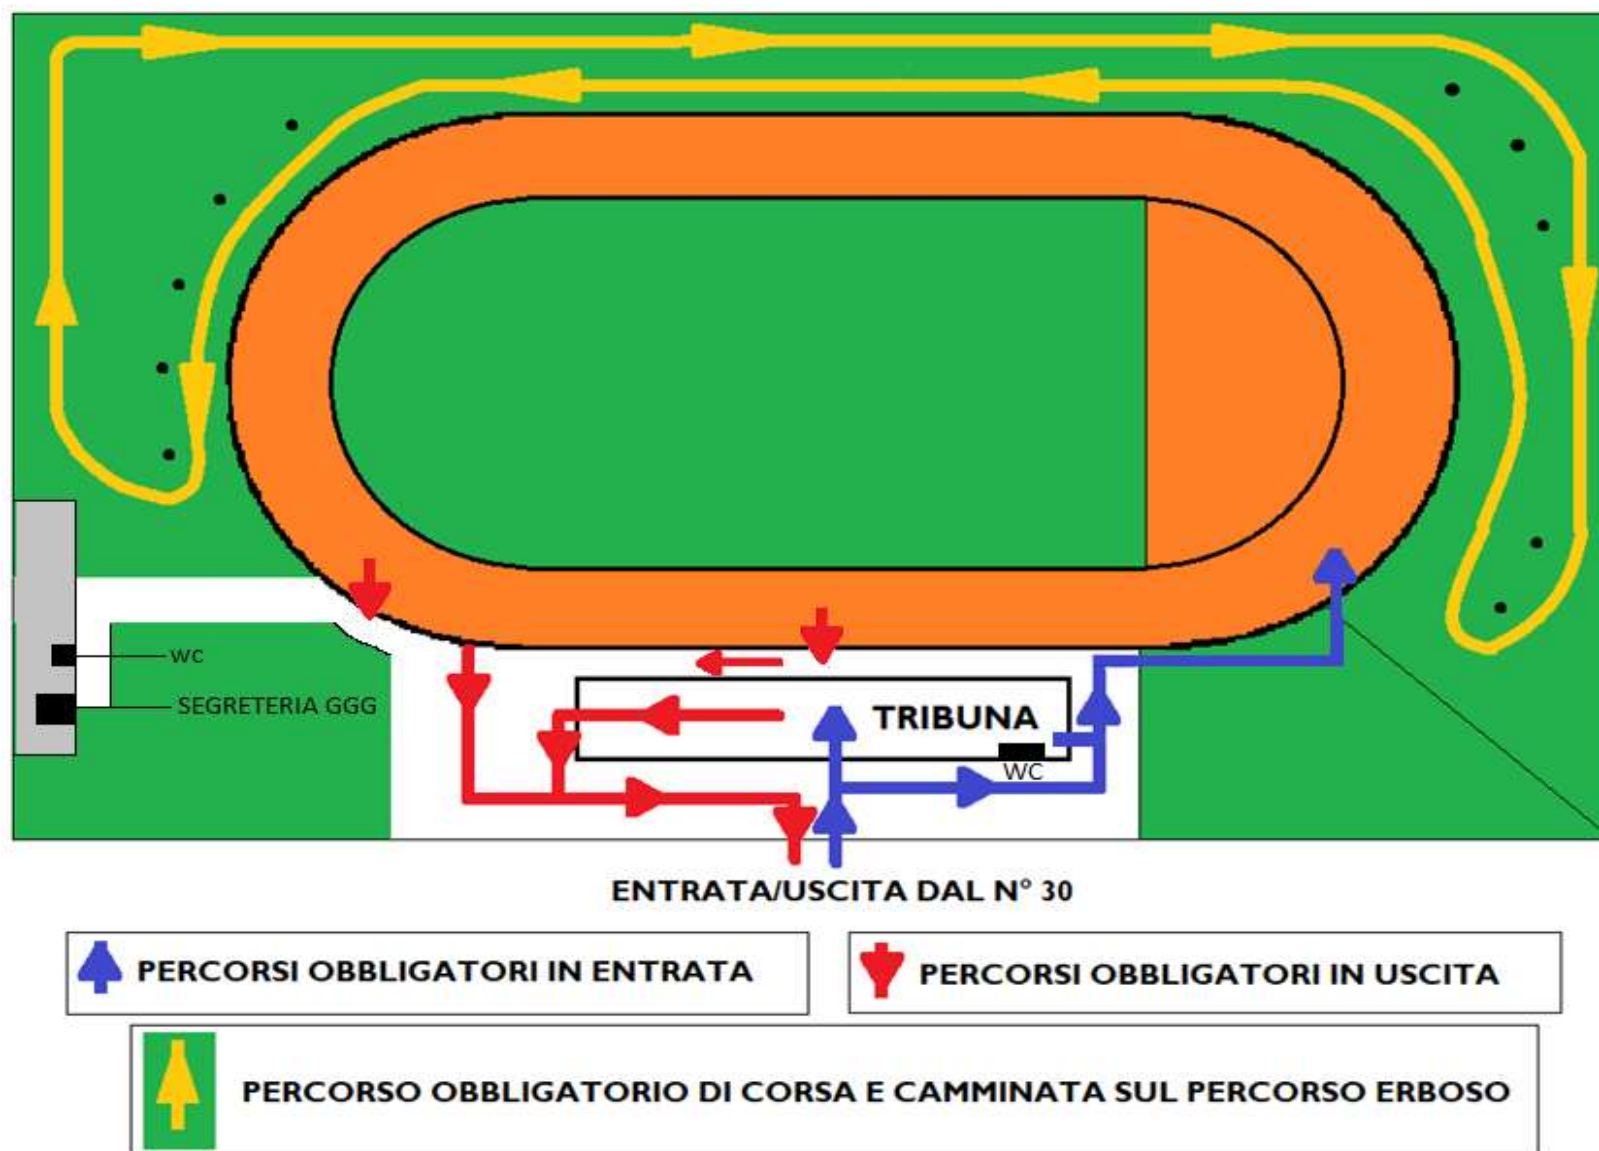 wc
SEGRETERIA GGG
TRIBUNA
WC
ENTRATA/USCITA DAL N° 30
PERCORSI OBBLIGATORI IN ENTRATA
PERCORSI OBBLIGATORI IN USCITA
PERCORSO OBBLIGATORIO DI CORSA E CAMMINATA SUL PERCORSO ERBOSO